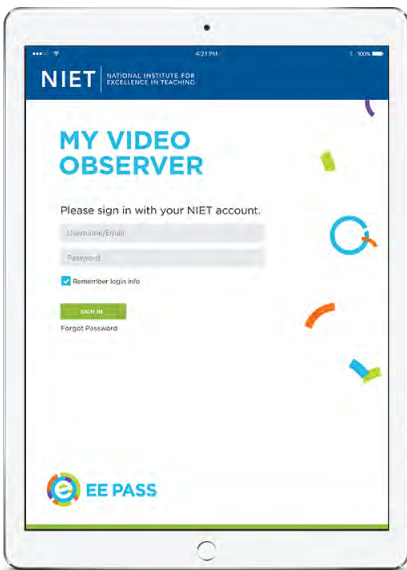 4:21 PM
100%
NIET
NATIONAL INSTITUTE FOR
EXCELLENCE IN TEACHING
MY VIDEO
OBSERVER
Please sign in with your NIET account.
Username/Email
Password
Remember login info
SIGN IN
Forgot Password
e EE PASS